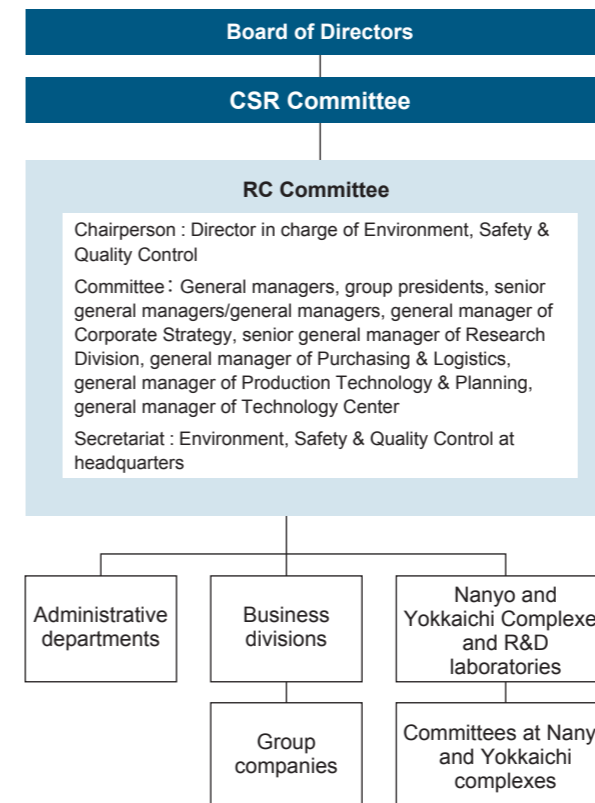 Board of Directors
CSR Committee
RC Committee
Chairperson : Director in charge of Environment, Safety &
Quality Control
Committee： General managers, group presidents, senior
general managers/general managers, general manager of
Corporate Strategy, senior general manager of Research
Division, general manager of Purchasing & Logistics,
general manager of Production Technology & Planning,
general manager of Technology Center
Secretariat : Environment, Safety & Quality Control at
headquarters
Administrative
departments
Business
divisions
Nanyo and
Yokkaichi Complexe
and R&D
laboratories
Group
companies
Committees at Nany
and Yokkaichi
complexes